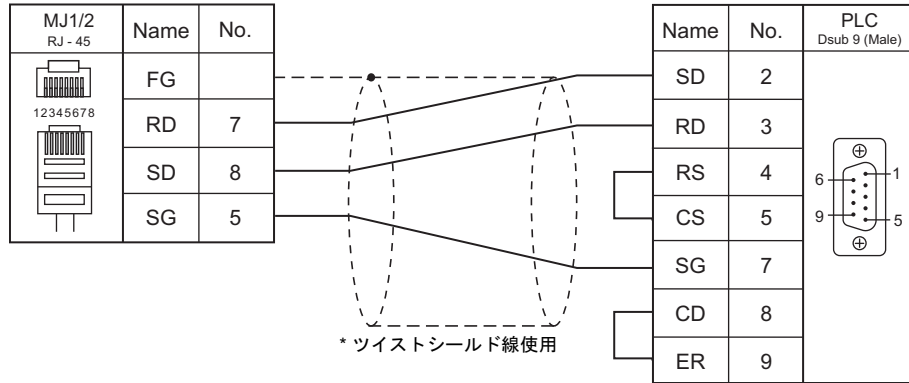 MJ1/2
RJ - 45
Name
No.
12345678
FG
RD 7
SD 8
SG 5
* ツイストシールド線使用
Name
No.
PLC
Dsub 9 (Male)
SD 2
RD 3
RS 4
CS 5
SG 7
CD 8
ER 9
6
1
9
5